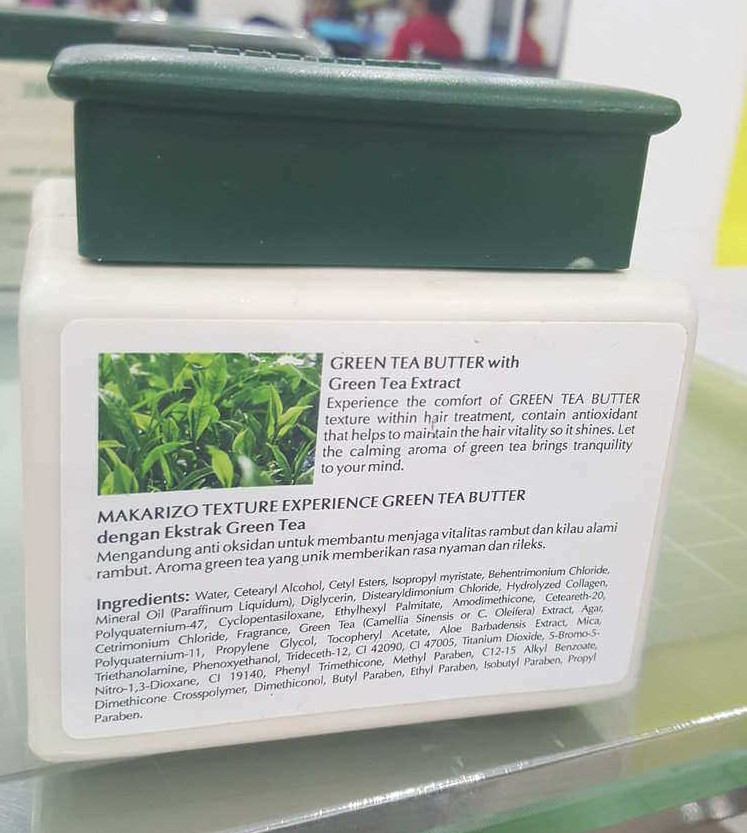 GREEN TEA BUTTER with
Green Tea Extract
Experience the comfort of GREEN TEA BUTTER
texture within hair treatment, contain antioxidant
that helps to maintain the hair vitality so it shines. Let
the calming aroma of green tea brings tranquility
to your mind.
MAKARIZO TEXTURE EXPERIENCE GREEN TEA BUTTER
dengan Ekstrak Green Tea
Mengandung anti oksidan untuk membantu menjaga vitalitas rambut dan kilau alami
rambut. Aroma green tea yang unik memberikan rasa nyaman dan rileks.
Ingredients: Water, Cetearyl Alcohol, Cetyl Esters, Isopropyl myristate, Behentrimonium Chloride,
Mineral Oil (Paraffinum Liquidum), Diglycerin, Distearyldimonium Chloride, Hydrolyzed Collagen,
Polyquaternium-47, Cyclopentasiloxane, Ethylhexyl Palmitate, Amodimethicone, Ceteareth-20,
Cetrimonium Chloride, Fragrance, Green Tea (Camellia Sinensis or C. Oleifera) Extract, Agar,
Polyquaternium-11, Propylene Glycol, Tocopheryl Acetate, Aloe Barbadensis Extract, Mica,
Triethanolamine, Phenoxyethanol, Trideceth-12, CI 42090, CI 47005, Titanium Dioxide, 5-Bromo-5-
Nitro-1,3-Dioxane, CI 19140, Phenyl Trimethicone, Methyl Paraben, C12-15 Alkyl Benzoate,
Dimethicone Crosspolymer, Dimethiconol, Butyl Paraben, Ethyl Paraben, Isobutyl Paraben, Propyl
Paraben.